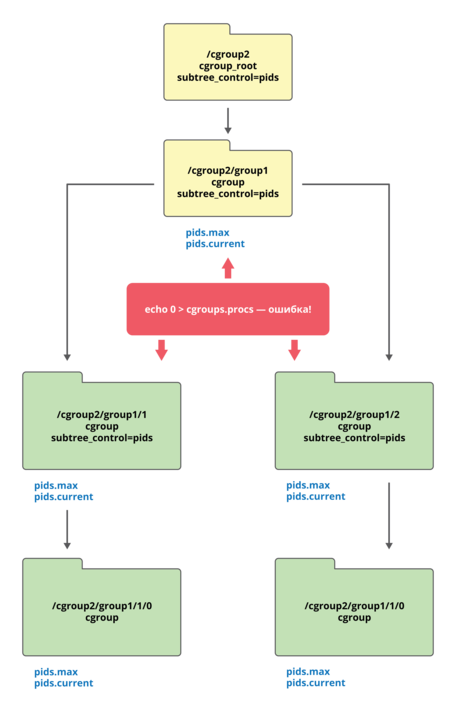 /cgroup2
cgroup_root
subtree_control=pids
/cgroup2/group1
cgroup
subtree_control=pids
pids.max
pids.current
echo 0 > cgroups.procs — ошибка!
/cgroup2/group1/1
cgroup
subtree_control=pids
/cgroup2/group1/2
cgroup
subtree_control=pids
pids.max
pids.current
pids.max
pids.current
/cgroup2/group1/1/0
cgroup
/cgroup2/group1/1/0
cgroup
pids.max
pids.current
pids.max
pids.current